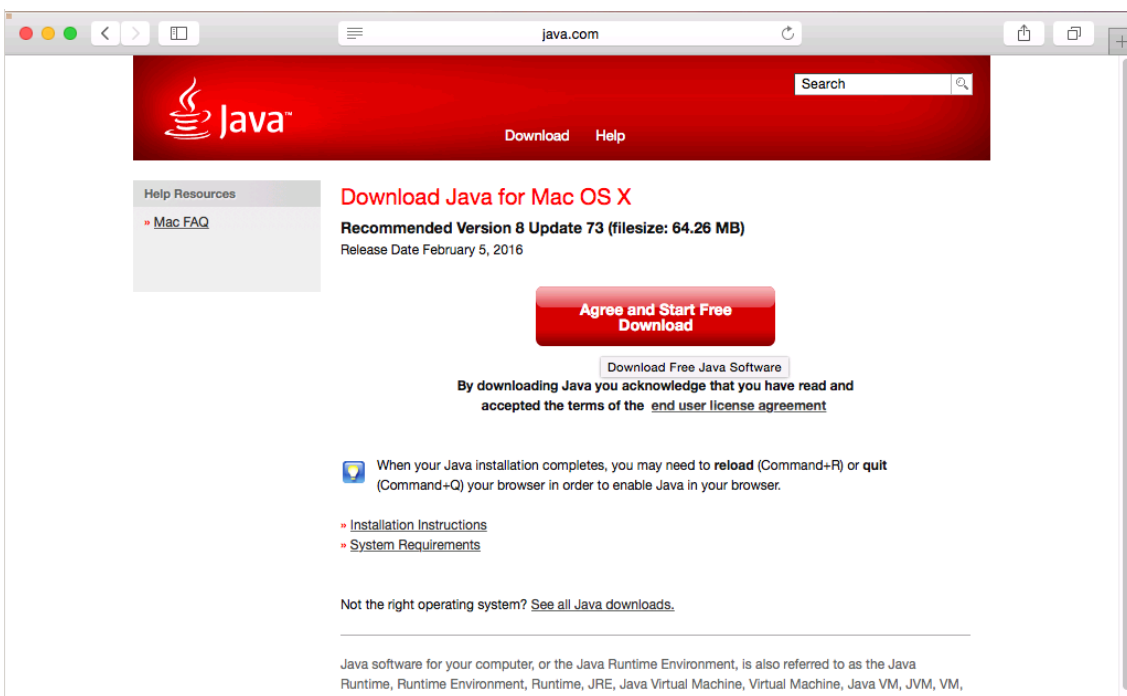 java.com
Search
Java™
Download Help
Help Resources
» Mac FAQ
Download Java for Mac OS X
Recommended Version 8 Update 73 (filesize: 64.26 MB)
Release Date February 5, 2016
Agree and Start Free
Download
Download Free Java Software
By downloading Java you acknowledge that you have read and
accepted the terms of the end user license agreement
When your Java installation completes, you may need to reload (Command+R) or quit
(Command+Q) your browser in order to enable Java in your browser.
» Installation Instructions
» System Requirements
Not the right operating system? See all Java downloads.
Java software for your computer, or the Java Runtime Environment, is also referred to as the Java
Runtime, Runtime Environment, Runtime, JRE, Java Virtual Machine, Virtual Machine, Java VM, JVM, VM,